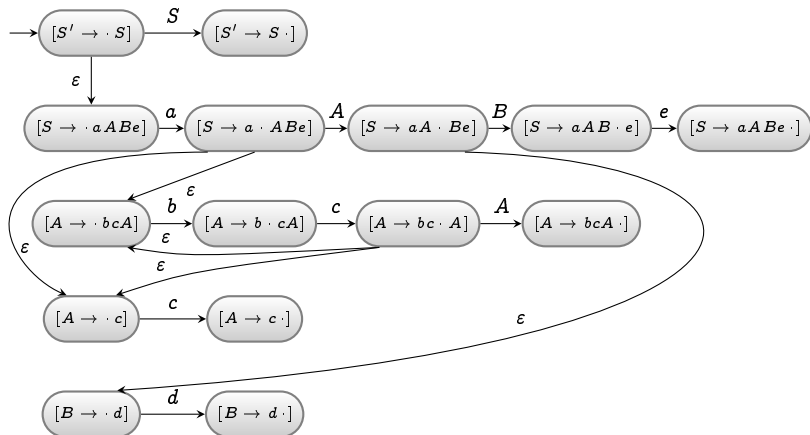 S
[S′ → · S] [S′ → S ·]
ε
a A B e
[S → · aABe] [S → a · ABe] [S → aA · Be] [S → aAB · e] [S → aABe ·]
ε
b c A
[A → · bcA] [A → b · cA] [A → bc · A] [A → bcA ·]
ε
ε
ε
c
[A → · c] [A → c ·]
ε
d
[B → · d] [B → d ·]